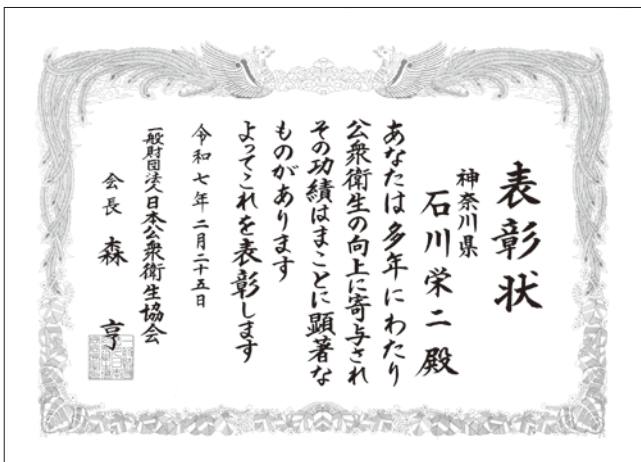 表彰状
神奈川県
石川栄二殿
あなたは多年にわたり
公衆衛生の向上に寄与され
その功績はまことに顕著な
ものがあります
よってこれを表彰します
令和七年二月二十五日
一般財団法人日本公衆衛生協会
会長 森 亨